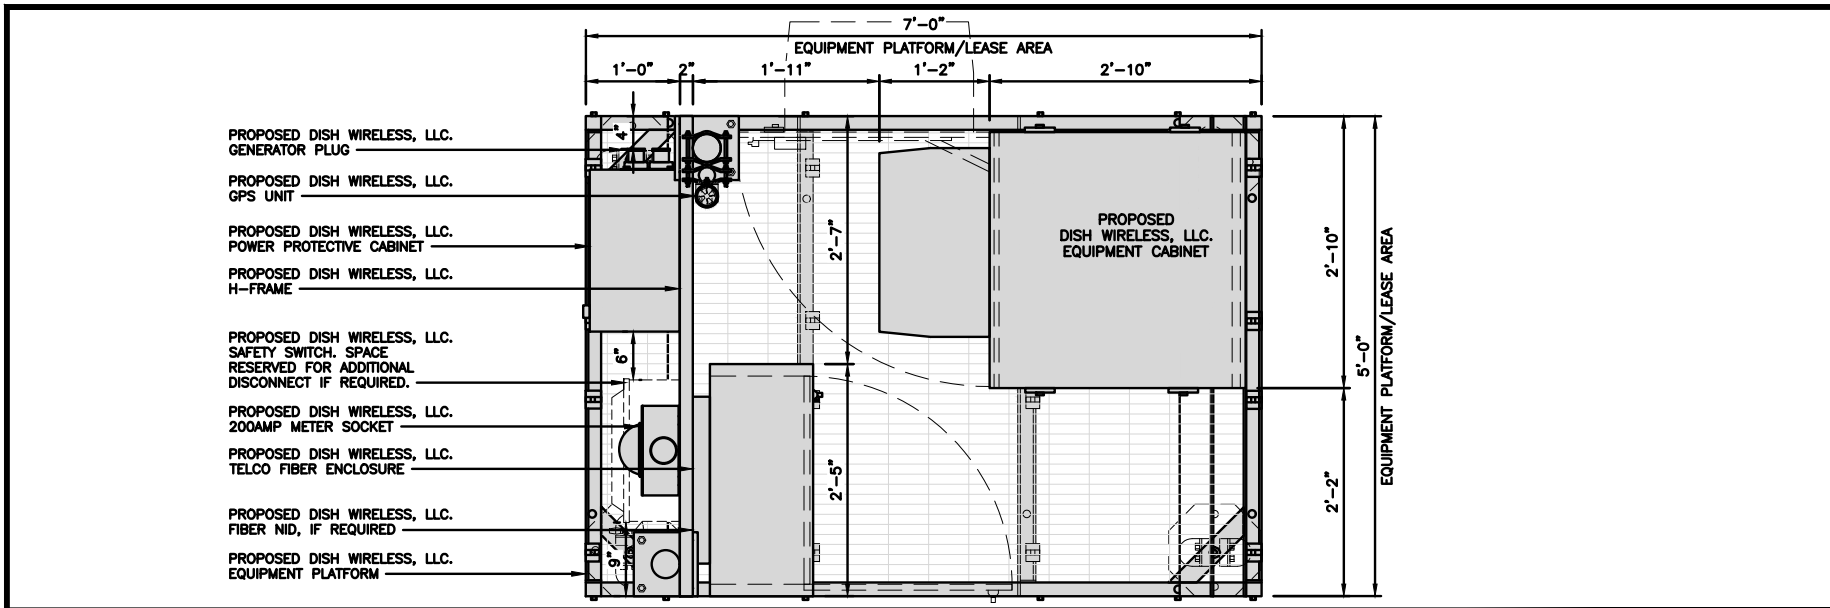 7'-0"
EQUIPMENT PLATFORM/LEASE AREA
1'-0"
2"
1'-11"
1'-2"
2'-10"
PROPOSED DISH WIRELESS, LLC.
GENERATOR PLUG
PROPOSED DISH WIRELESS, LLC.
GPS UNIT
PROPOSED DISH WIRELESS, LLC.
POWER PROTECTIVE CABINET
PROPOSED DISH WIRELESS, LLC.
H-FRAME
PROPOSED DISH WIRELESS, LLC.
SAFETY SWITCH. SPACE
RESERVED FOR ADDITIONAL
DISCONNECT IF REQUIRED.
PROPOSED DISH WIRELESS, LLC.
200AMP METER SOCKET
PROPOSED DISH WIRELESS, LLC.
TELCO FIBER ENCLOSURE
PROPOSED DISH WIRELESS, LLC.
FIBER NID, IF REQUIRED
PROPOSED DISH WIRELESS, LLC.
EQUIPMENT PLATFORM
4"
6"
9"
2'-7"
2'-5"
PROPOSED
DISH WIRELESS, LLC.
EQUIPMENT CABINET
2'-10"
2'-2"
5'-0"
EQUIPMENT PLATFORM/LEASE AREA